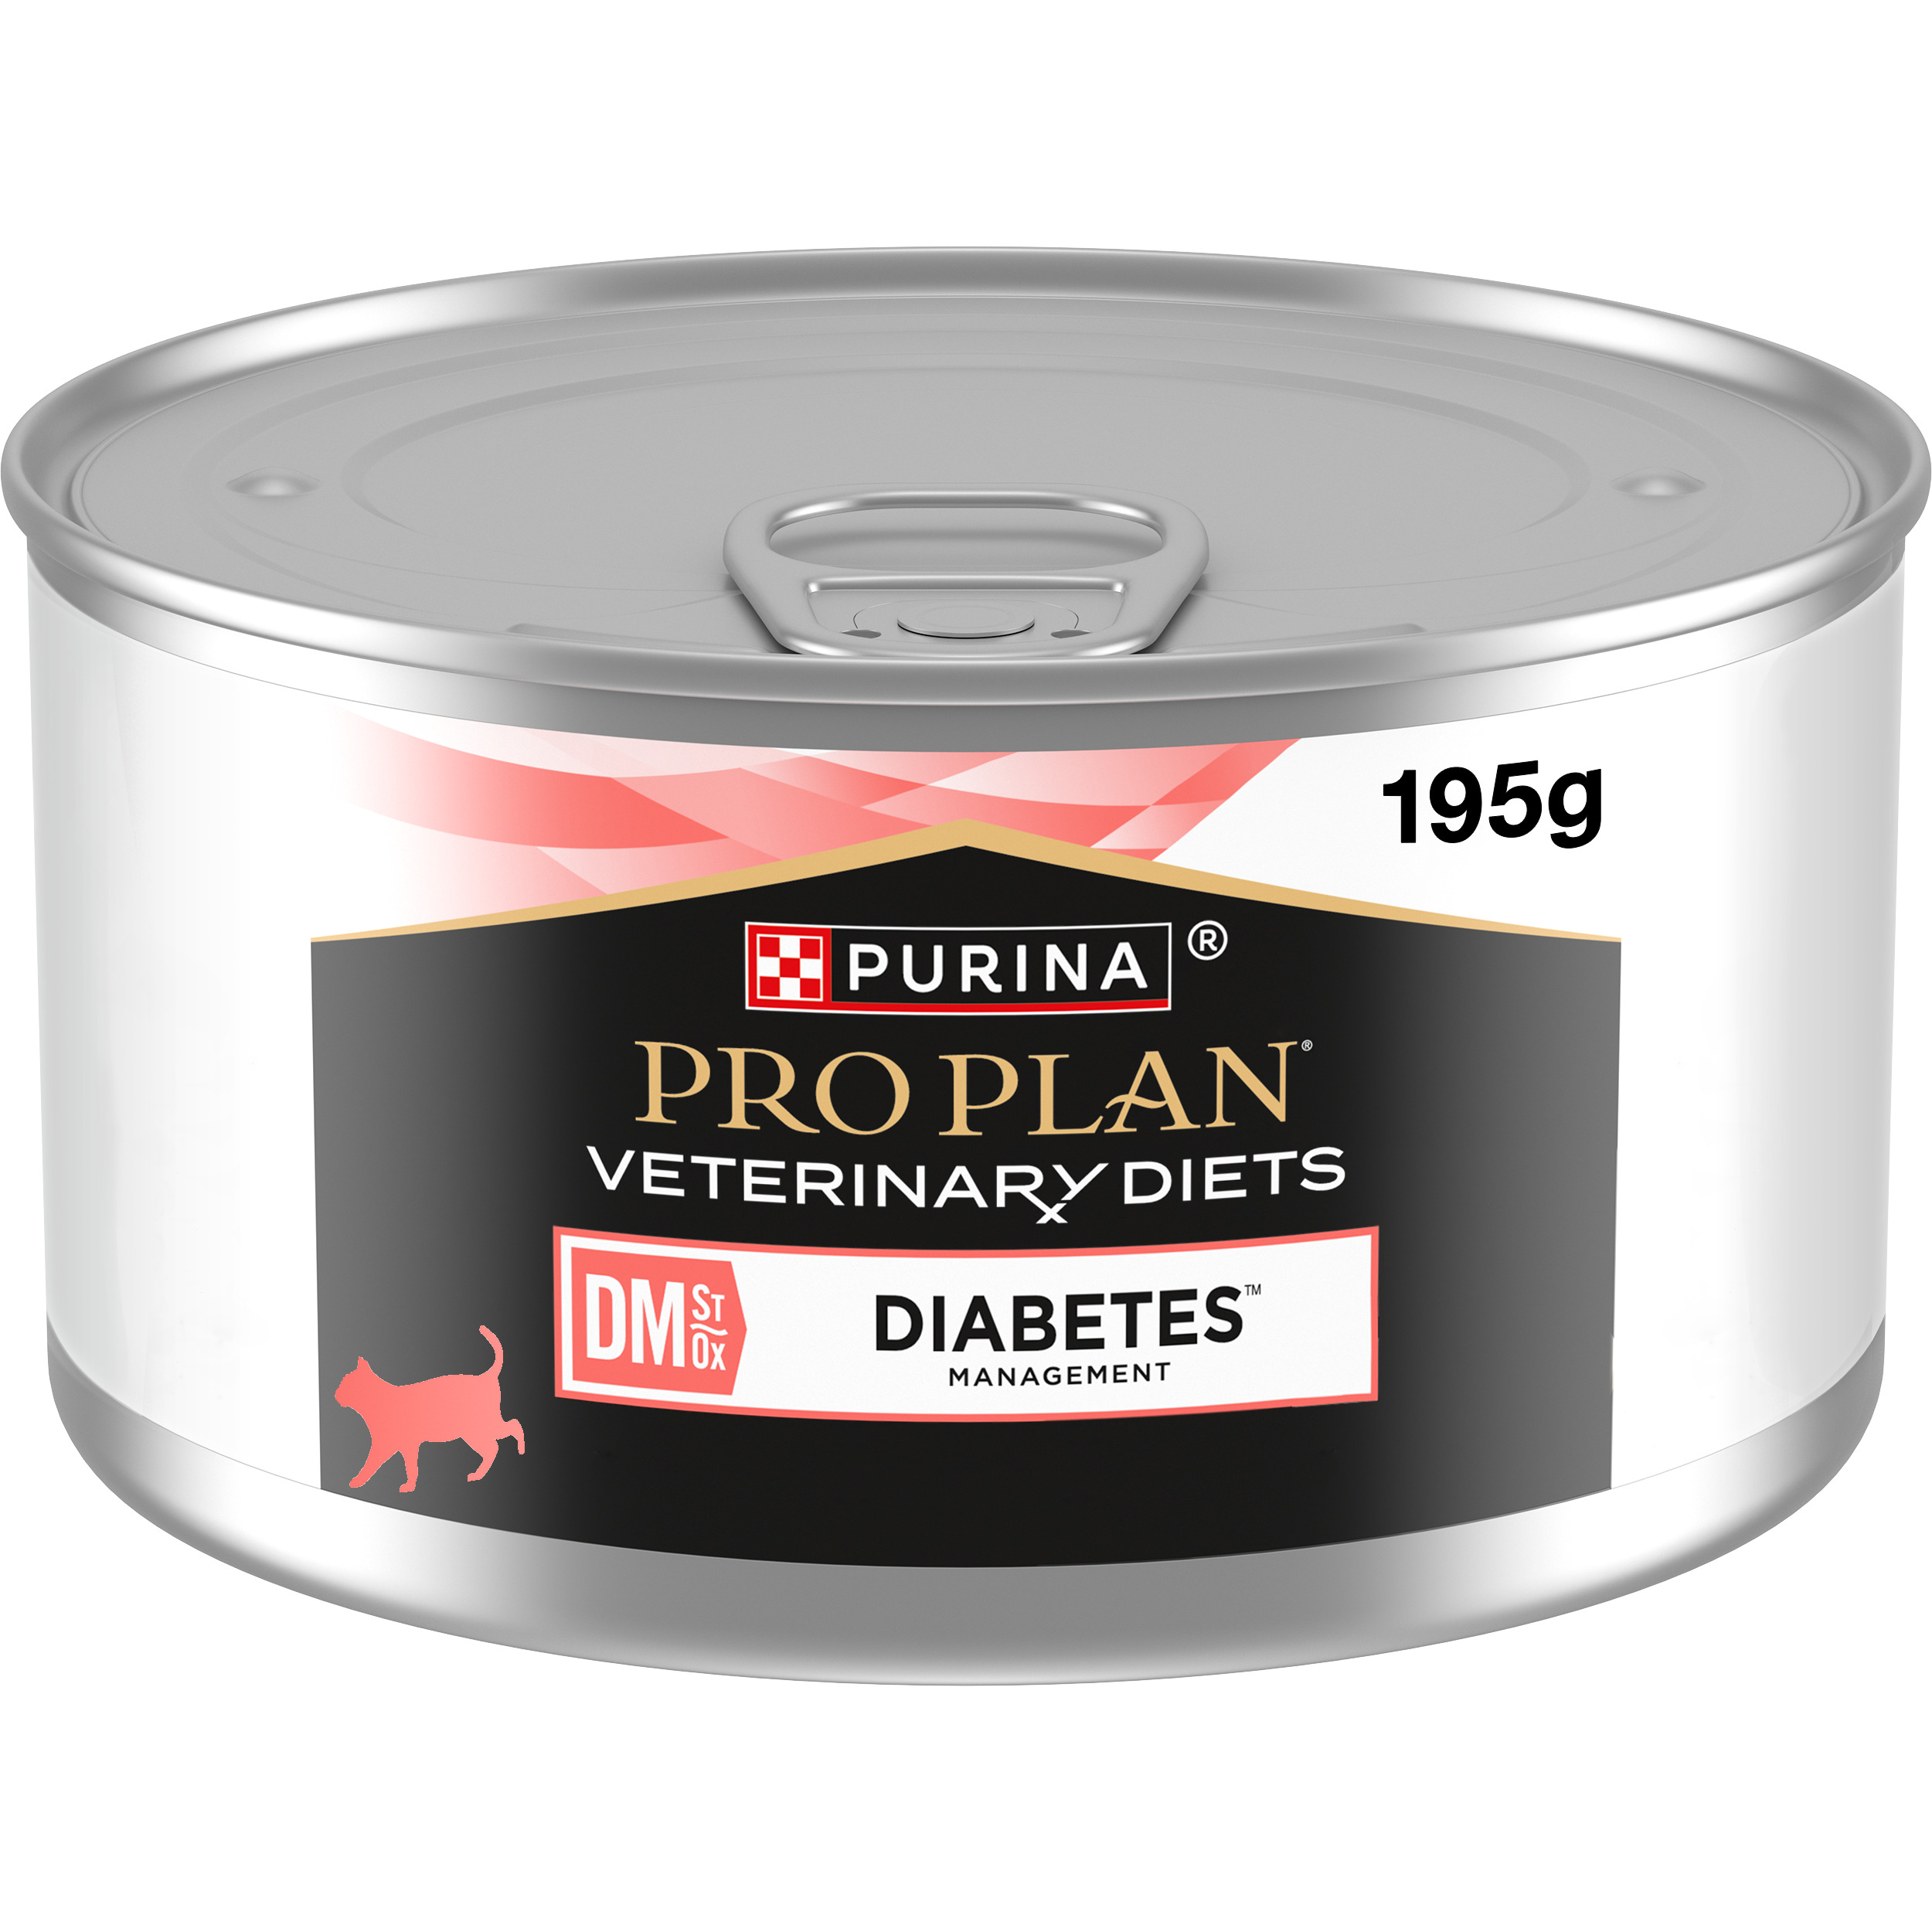 195g
PURINA®
PRO PLAN®
VETERINARY DIETS
DM ST OX
DIABETES™
MANAGEMENT